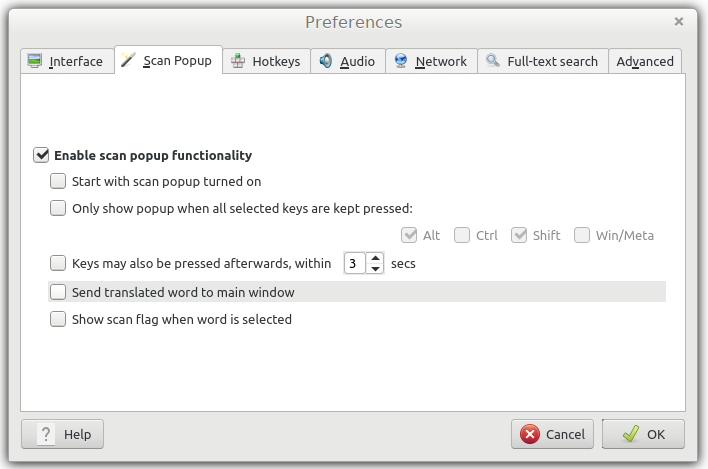 Preferences
Interface Scan Popup Hotkeys Audio Network Full-text search Advanced
Enable scan popup functionality
Start with scan popup turned on
Only show popup when all selected keys are kept pressed:
Alt Ctrl Shift Win/Meta
Keys may also be pressed afterwards, within 3 secs
Send translated word to main window
Show scan flag when word is selected
? Help Cancel OK